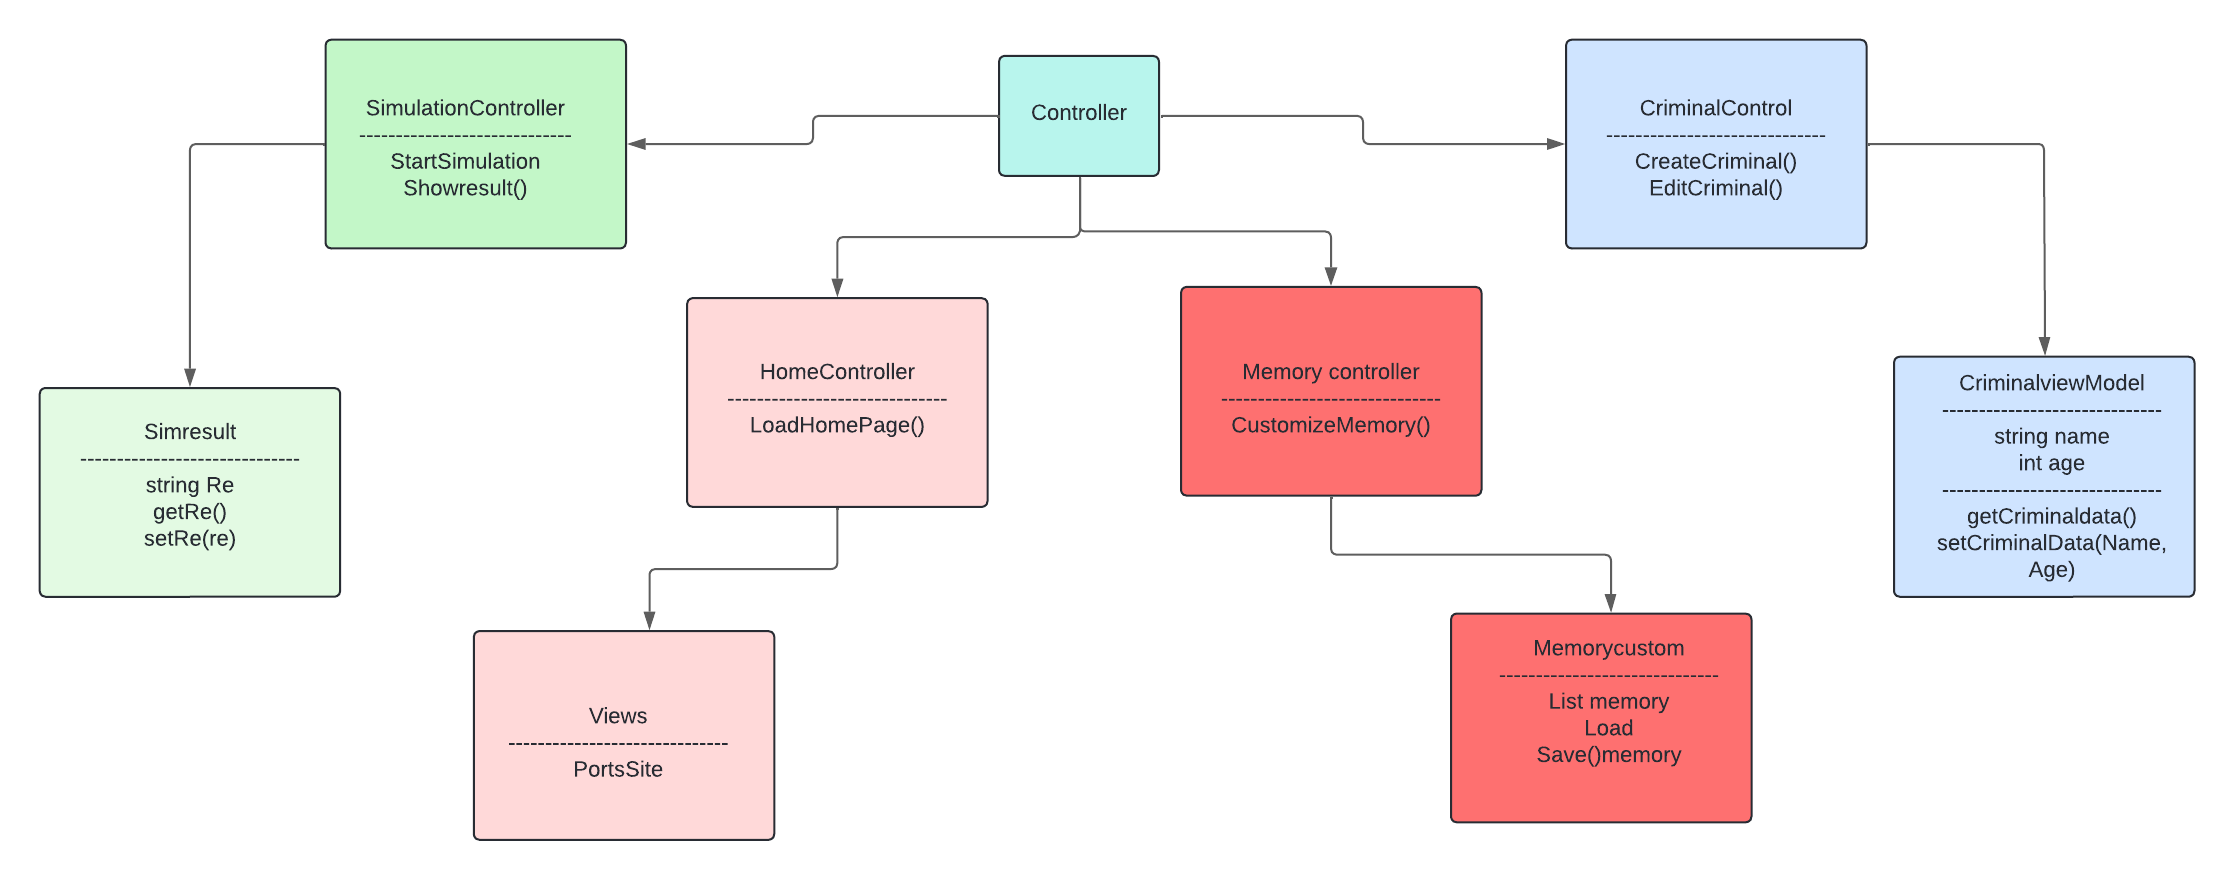 SimulationController
-----------------------------
StartSimulation
Showresult()
Controller
CriminalControl
------------------------------
CreateCriminal()
EditCriminal()
HomeController
------------------------------
LoadHomePage()
Memory controller
------------------------------
CustomizeMemory()
CriminalviewModel
------------------------------
string name
int age
------------------------------
getCriminaldata()
setCriminalData(Name,
Age)
Simresult
------------------------------
string Re
getRe()
setRe(re)
Views
------------------------------
PortsSite
Memorycustom
------------------------------
List memory
Load
Save()memory